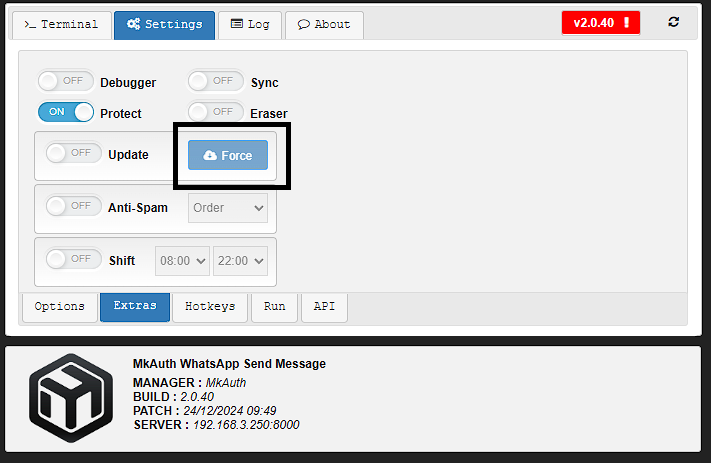 >_ Terminal Settings Log About v2.0.40 !
OFF Debugger OFF Sync
ON Protect OFF Eraser
OFF Update Force
OFF Anti-Spam Order
OFF Shift 08:00 22:00
Options Extras Hotkeys Run API
MkAuth WhatsApp Send Message
MANAGER : MkAuth
BUILD : 2.0.40
PATCH : 24/12/2024 09:49
SERVER : 192.168.3.250:8000